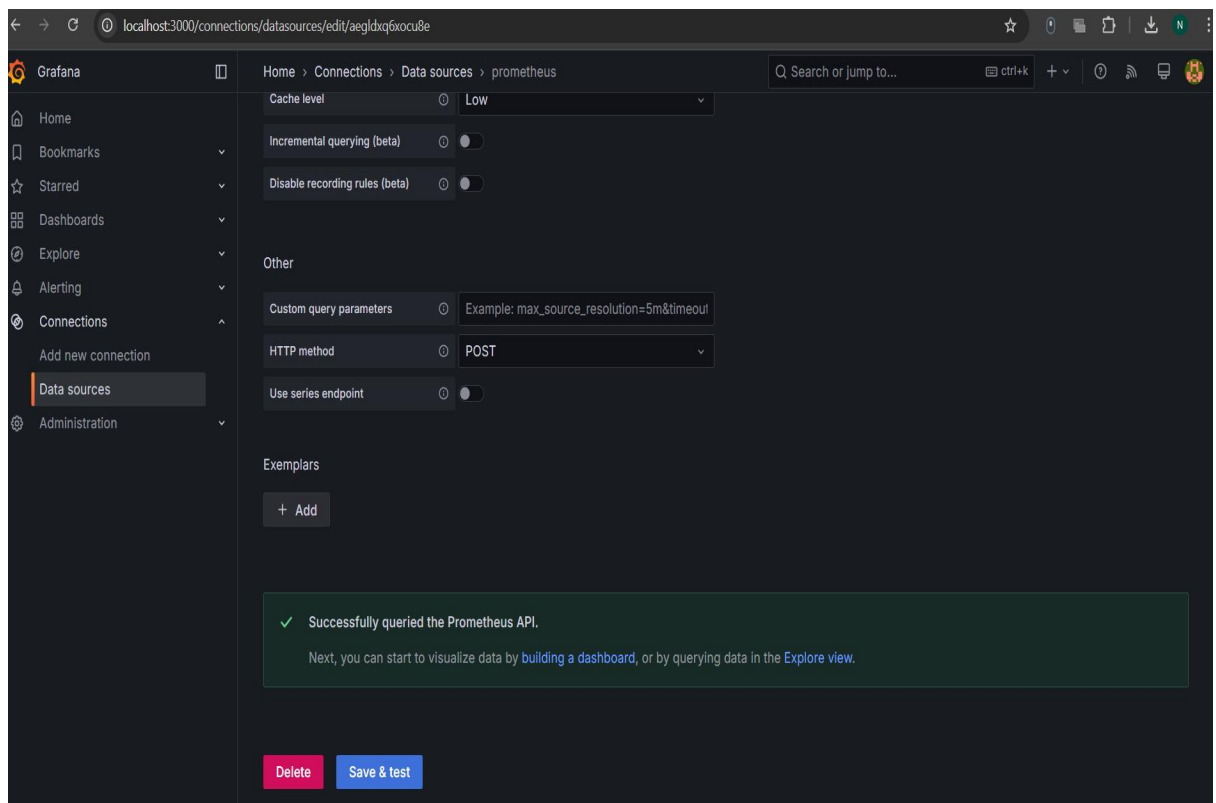 localhost:3000/connections/datasources/edit/aegldxq6xocu8e
N
Grafana
Home › Connections › Data sources › prometheus
Search or jump to...
ctrl+k
Home
Bookmarks
Starred
Dashboards
Explore
Alerting
Connections
Add new connection
Data sources
Administration
Cache level
Low
Incremental querying (beta)
Disable recording rules (beta)
Other
Custom query parameters
Example: max_source_resolution=5m&timeout
HTTP method
POST
Use series endpoint
Exemplars
+ Add
Successfully queried the Prometheus API.
Next, you can start to visualize data by building a dashboard, or by querying data in the Explore view.
Delete
Save & test